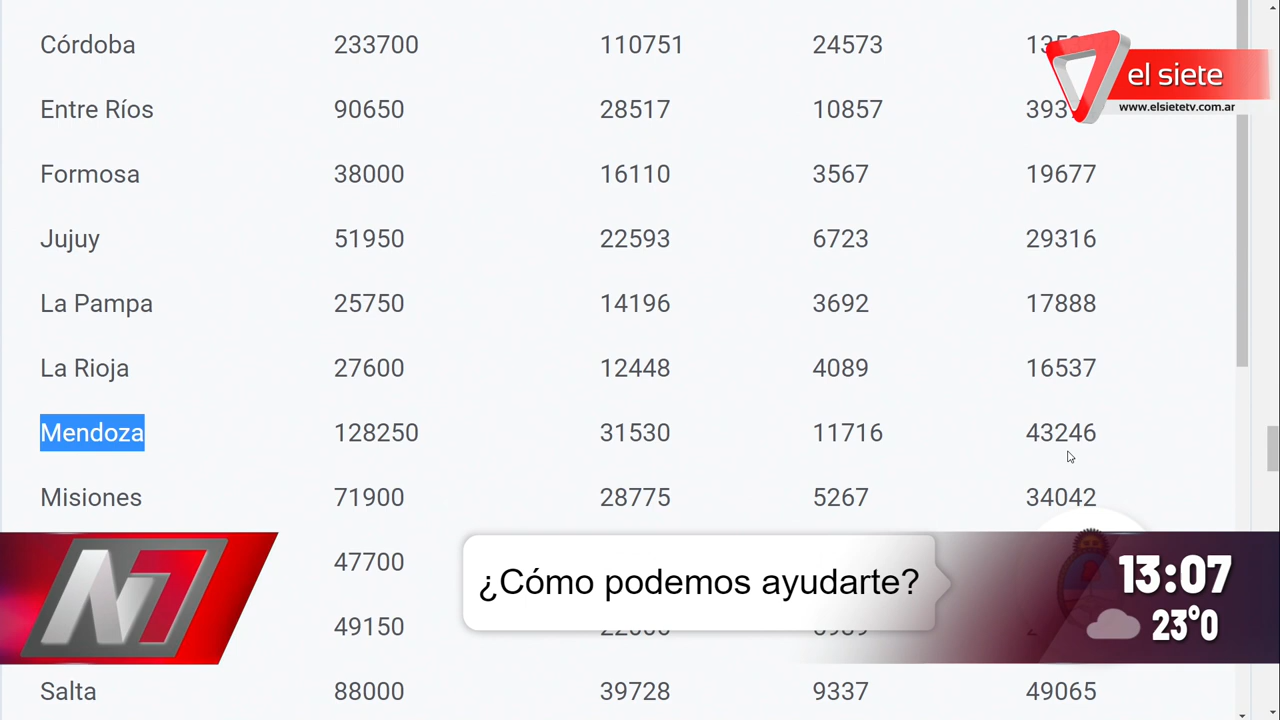 Córdoba 233700 110751 24573
el siete
www.elsietetv.com.ar
Entre Ríos 90650 28517 10857
Formosa 38000 16110 3567 19677
Jujuy 51950 22593 6723 29316
La Pampa 25750 14196 3692 17888
La Rioja 27600 12448 4089 16537
Mendoza 128250 31530 11716 43246
Misiones 71900 28775 5267 34042
47700
N7
¿Cómo podemos ayudarte?
13:07
23°0
49150
Salta 88000 39728 9337 49065